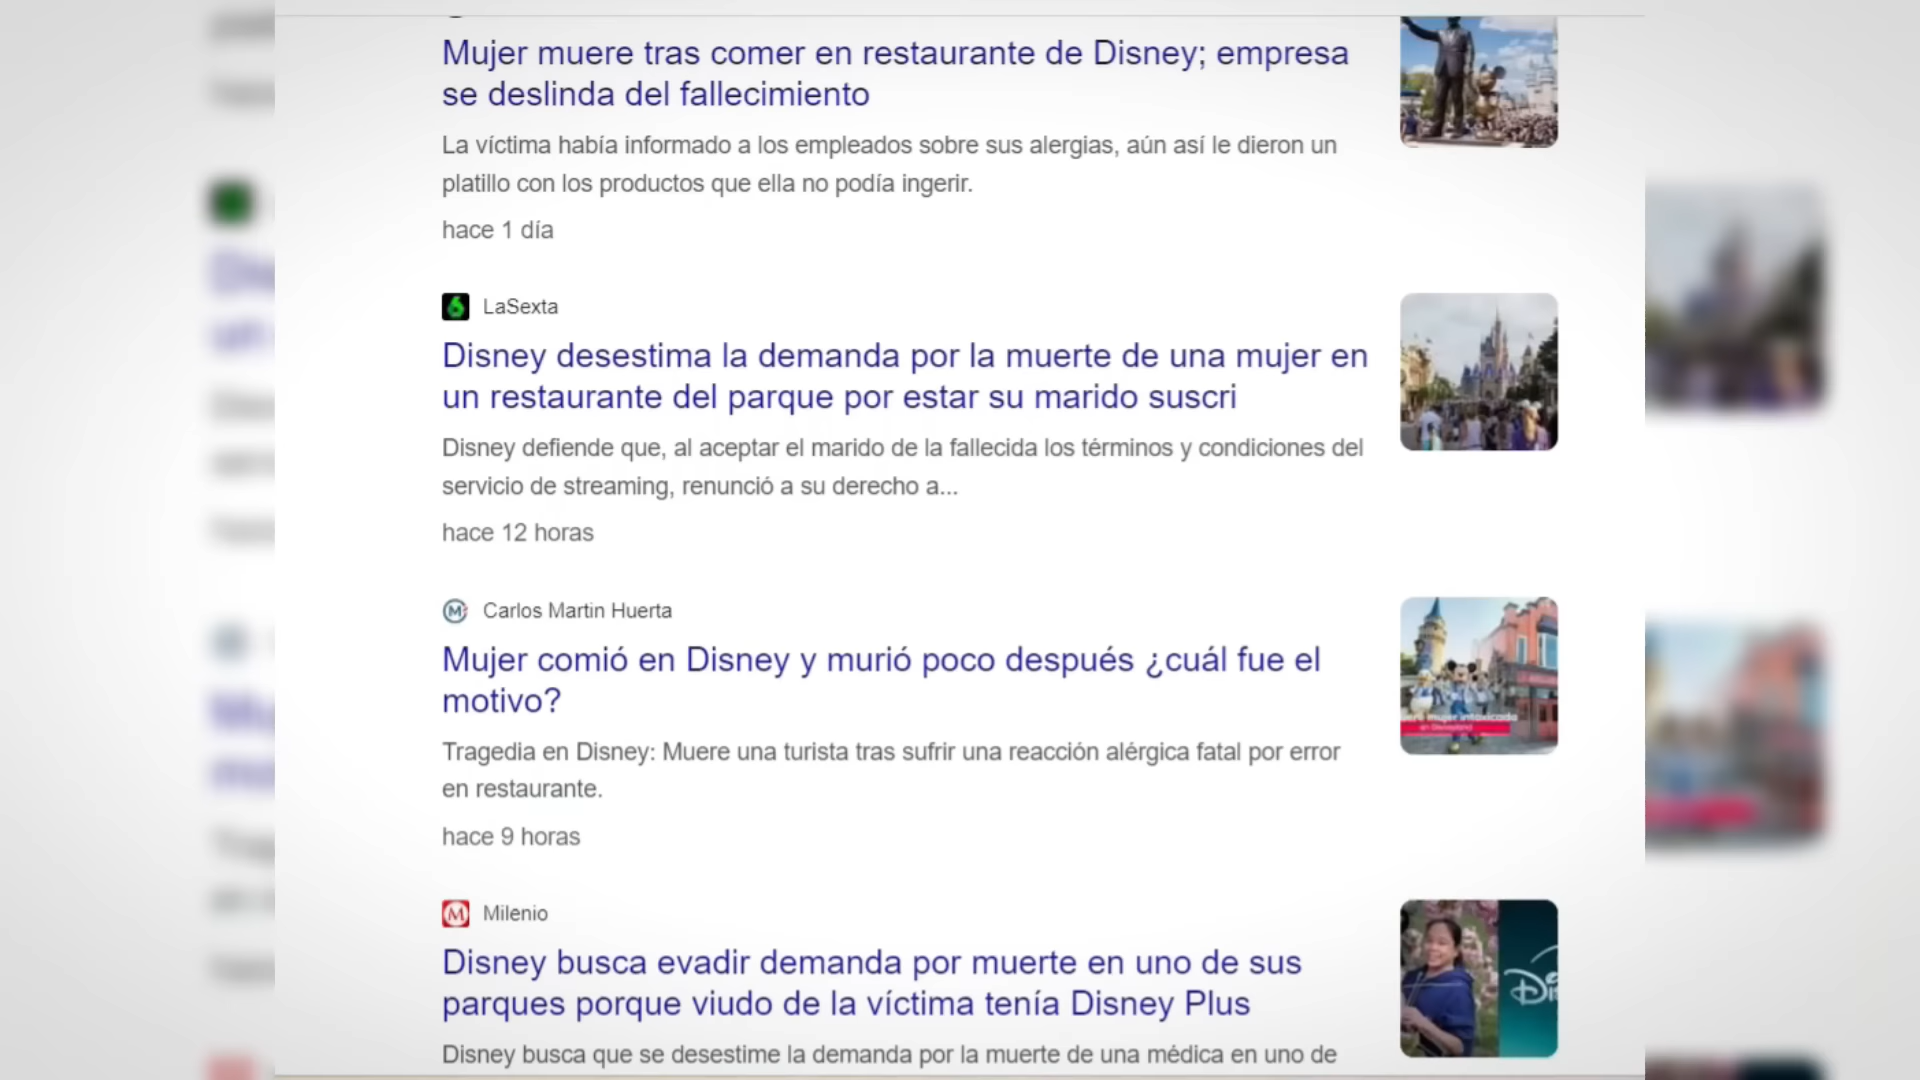 Mujer muere tras comer en restaurante de Disney; empresa
se deslinda del fallecimiento
La víctima había informado a los empleados sobre sus alergias, aún así le dieron un
platillo con los productos que ella no podía ingerir.
hace 1 día
LaSexta
Disney desestima la demanda por la muerte de una mujer en
un restaurante del parque por estar su marido suscri
Disney defiende que, al aceptar el marido de la fallecida los términos y condiciones del
servicio de streaming, renunció a su derecho a...
hace 12 horas
Carlos Martin Huerta
Mujer comió en Disney y murió poco después ¿cuál fue el
motivo?
Tragedia en Disney: Muere una turista tras sufrir una reacción alérgica fatal por error
en restaurante.
hace 9 horas
Milenio
Disney busca evadir demanda por muerte en uno de sus
parques porque viudo de la víctima tenía Disney Plus
Disney busca que se desestime la demanda por la muerte de una médica en uno de